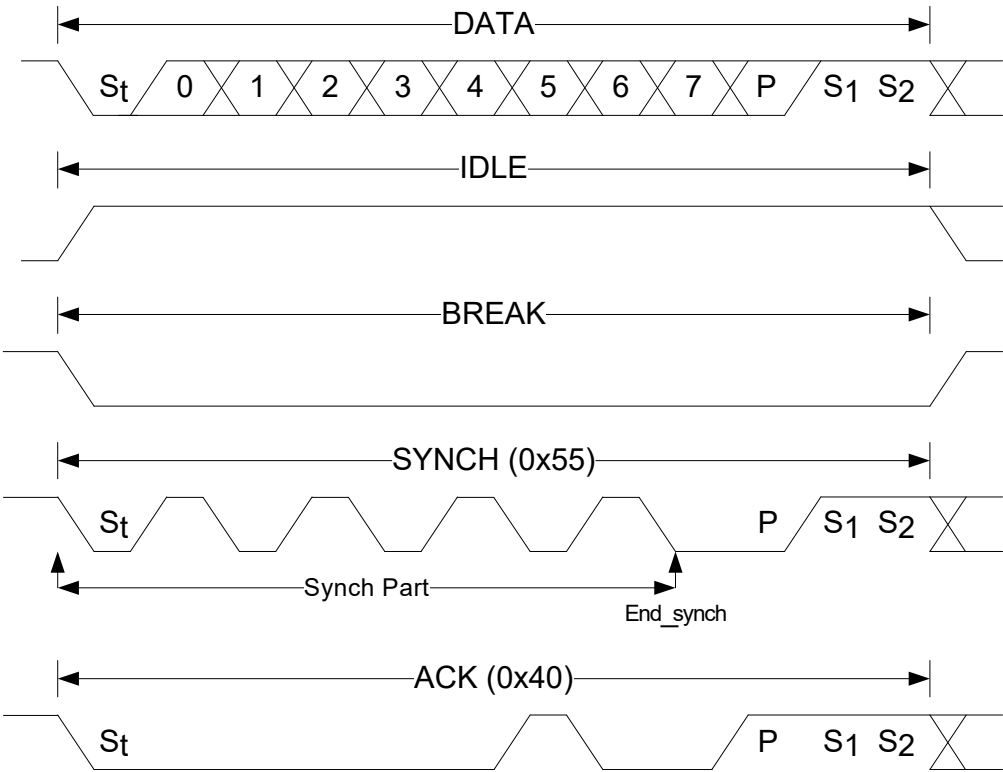 DATA
St 0 1 2 3 4 5 6 7 P S1 S2
IDLE
BREAK
SYNCH (0x55)
St P S1 S2
Synch Part
End_synch
ACK (0x40)
St P S1 S2